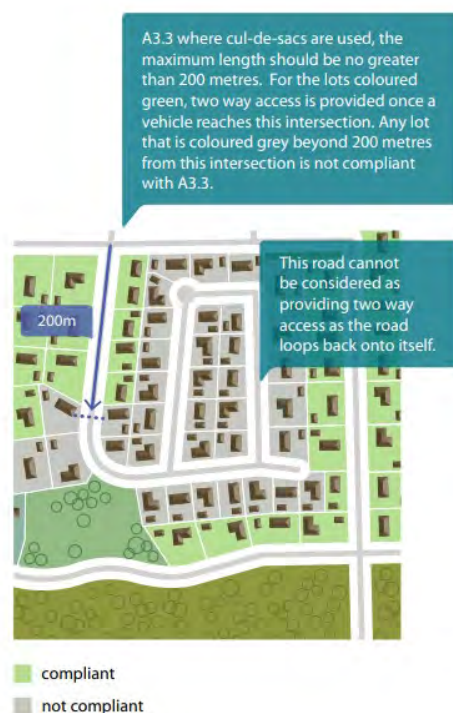 A3.3 where cul-de-sacs are used, the
maximum length should be no greater
than 200 metres. For the lots coloured
green, two way access is provided once a
vehicle reaches this intersection. Any lot
that is coloured grey beyond 200 metres
from this intersection is not compliant
with A3.3.
This road cannot
be considered as
providing two way
access as the road
loops back onto itself.
200m
compliant
not compliant